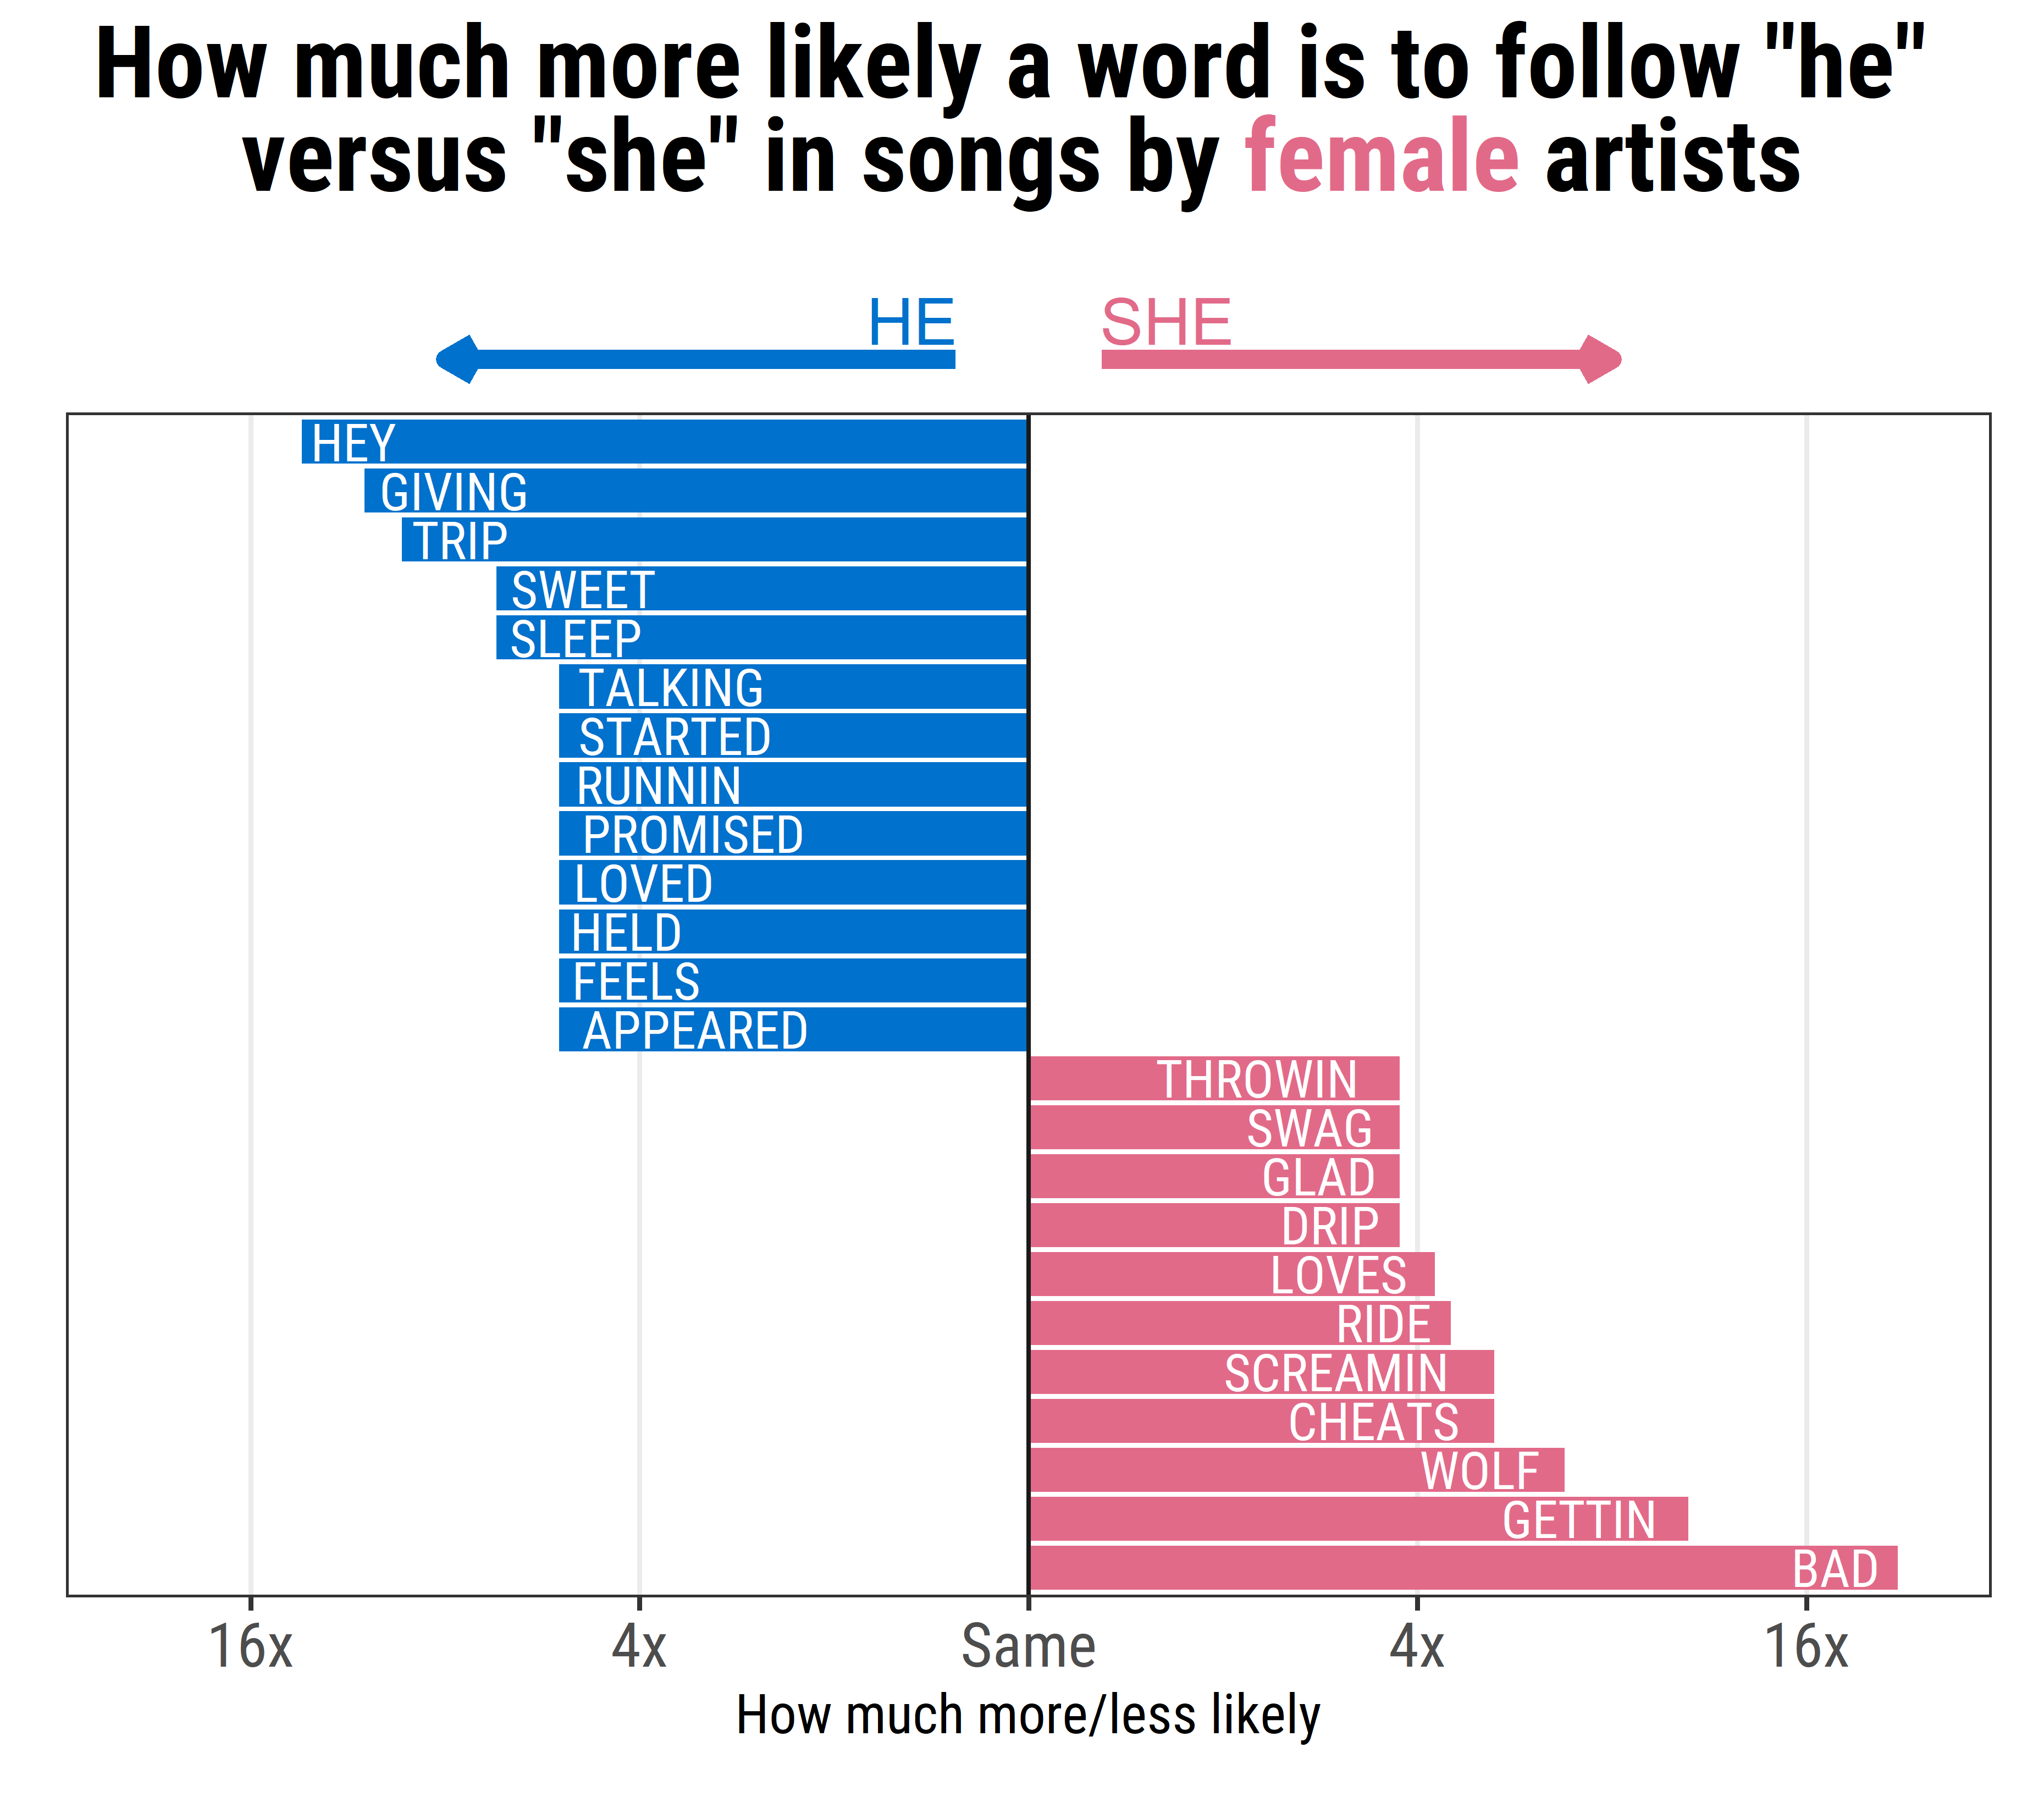 How much more likely a word is to follow "he"
versus "she" in songs by female artists
HE
SHE
HEY
GIVING
TRIP
SWEET
SLEEP
TALKING
STARTED
RUNNIN
PROMISED
LOVED
HELD
FEELS
APPEARED
THROWIN
SWAG
GLAD
DRIP
LOVES
RIDE
SCREAMIN
CHEATS
WOLF
GETTIN
BAD
16x 4x Same 4x 16x
How much more/less likely